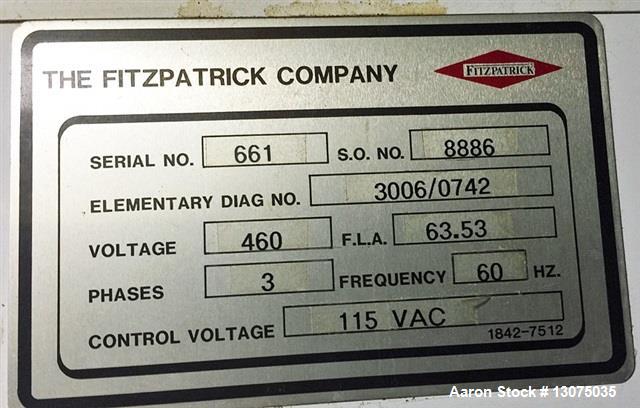 THE FITZPATRICK COMPANY FITZPATRICK
SERIAL NO. 661 S.O. NO. 8886
ELEMENTARY DIAG NO. 3006/0742
VOLTAGE 460 F.L.A. 63.53
PHASES 3 FREQUENCY 60 HZ.
CONTROL VOLTAGE 115 VAC
1842-7512
Aaron Stock # 13075035